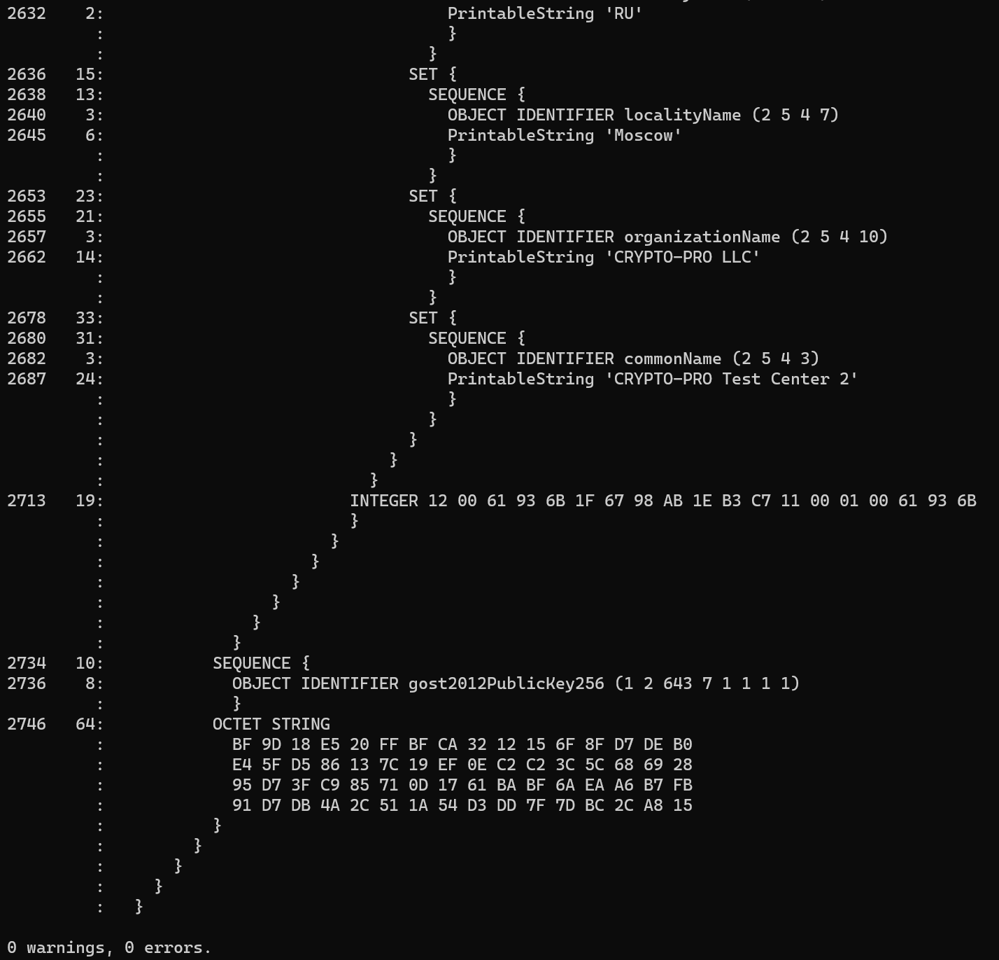 2632   2:                                   PrintableString 'RU'
         :                                   }
         :                                 }
2636  15:                               SET {
2638  13:                                 SEQUENCE {
2640   3:                                   OBJECT IDENTIFIER localityName (2 5 4 7)
2645   6:                                   PrintableString 'Moscow'
         :                                   }
         :                                 }
2653  23:                               SET {
2655  21:                                 SEQUENCE {
2657   3:                                   OBJECT IDENTIFIER organizationName (2 5 4 10)
2662  14:                                   PrintableString 'CRYPTO-PRO LLC'
         :                                   }
         :                                 }
2678  33:                               SET {
2680  31:                                 SEQUENCE {
2682   3:                                   OBJECT IDENTIFIER commonName (2 5 4 3)
2687  24:                                   PrintableString 'CRYPTO-PRO Test Center 2'
         :                                   }
         :                                 }
         :                               }
         :                             }
         :                           }
2713  19:                         INTEGER 12 00 61 93 6B 1F 67 98 AB 1E B3 C7 11 00 01 00 61 93 6B
         :                         }
         :                       }
         :                     }
         :                   }
         :                 }
         :               }
         :             }
2734  10:           SEQUENCE {
2736   8:             OBJECT IDENTIFIER gost2012PublicKey256 (1 2 643 7 1 1 1 1)
         :             }
2746  64:           OCTET STRING
         :             BF 9D 18 E5 20 FF BF CA 32 12 15 6F 8F D7 DE B0
         :             E4 5F D5 86 13 7C 19 EF 0E C2 C2 3C 5C 68 69 28
         :             95 D7 3F C9 85 71 0D 17 61 BA BF 6A EA A6 B7 FB
         :             91 D7 DB 4A 2C 51 1A 54 D3 DD 7F 7D BC 2C A8 15
         :           }
         :         }
         :       }
         :     }
         :   }
0 warnings, 0 errors.